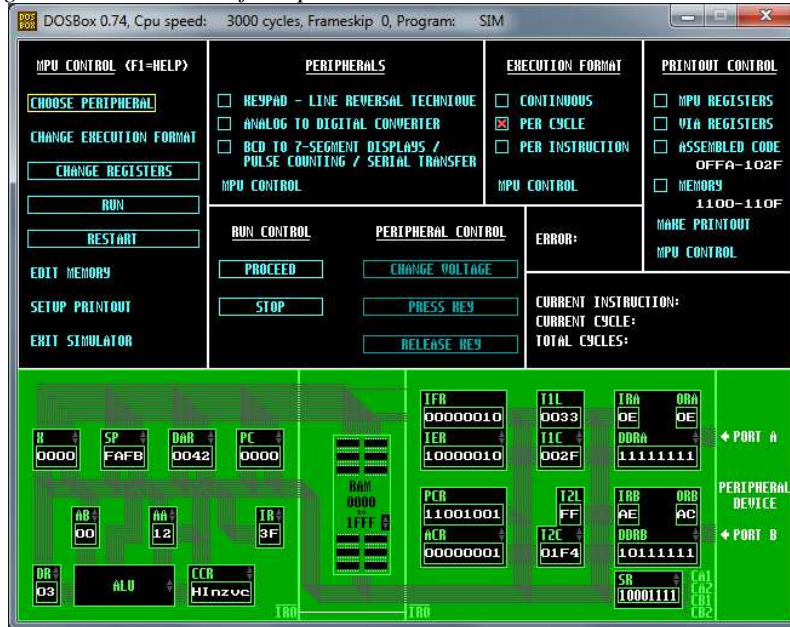 DOSBox 0.74, Cpu speed: 3000 cycles, Frameskip 0, Program: SIM
MPU CONTROL (F1=HELP)
CHOOSE PERIPHERAL
CHANGE EXECUTION FORMAT
CHANGE REGISTERS
RUN
RESTART
EDIT MEMORY
SETUP PRINTOUT
EXIT SIMULATOR
PERIPHERALS
KEYPAD - LINE REVERSAL TECHNIQUE
ANALOG TO DIGITAL CONVERTER
BCD TO 7-SEGMENT DISPLAYS /
PULSE COUNTING / SERIAL TRANSFER
MPU CONTROL
EXECUTION FORMAT
CONTINUOUS
PER CYCLE
PER INSTRUCTION
MPU CONTROL
PRINTOUT CONTROL
MPU REGISTERS
VIA REGISTERS
ASSEMBLED CODE
0FFA-102F
MEMORY
1100-110F
MAKE PRINTOUT
MPU CONTROL
RUN CONTROL
PROCEED
STOP
PERIPHERAL CONTROL
CHANGE VOLTAGE
PRESS KEY
RELEASE KEY
ERROR:
CURRENT INSTRUCTION:
CURRENT CYCLE:
TOTAL CYCLES:
X SP DAR PC
0000 FAFB 0042 0000
AB AA IR
00 12 3F
DR ALU CCR
03 HInzvc
IRQ
RAM
0000
to
1FFF
IFR T1L IRA ORA
00000010 0033 0E 0E
IER T1C DDRA
10000010 002F 11111111
PORT A
PCR T2L IRB ORB
11001001 FF AE AC
ACR T2C DDRB
00000001 01F4 10111111
PERIPHERAL
DEVICE
PORT B
SR
10001111
CA1
CA2
CB1
CB2
IRQ